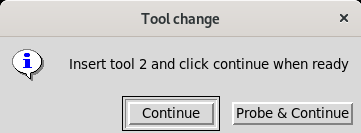 Tool change
Insert tool 2 and click continue when ready
Continue
Probe & Continue